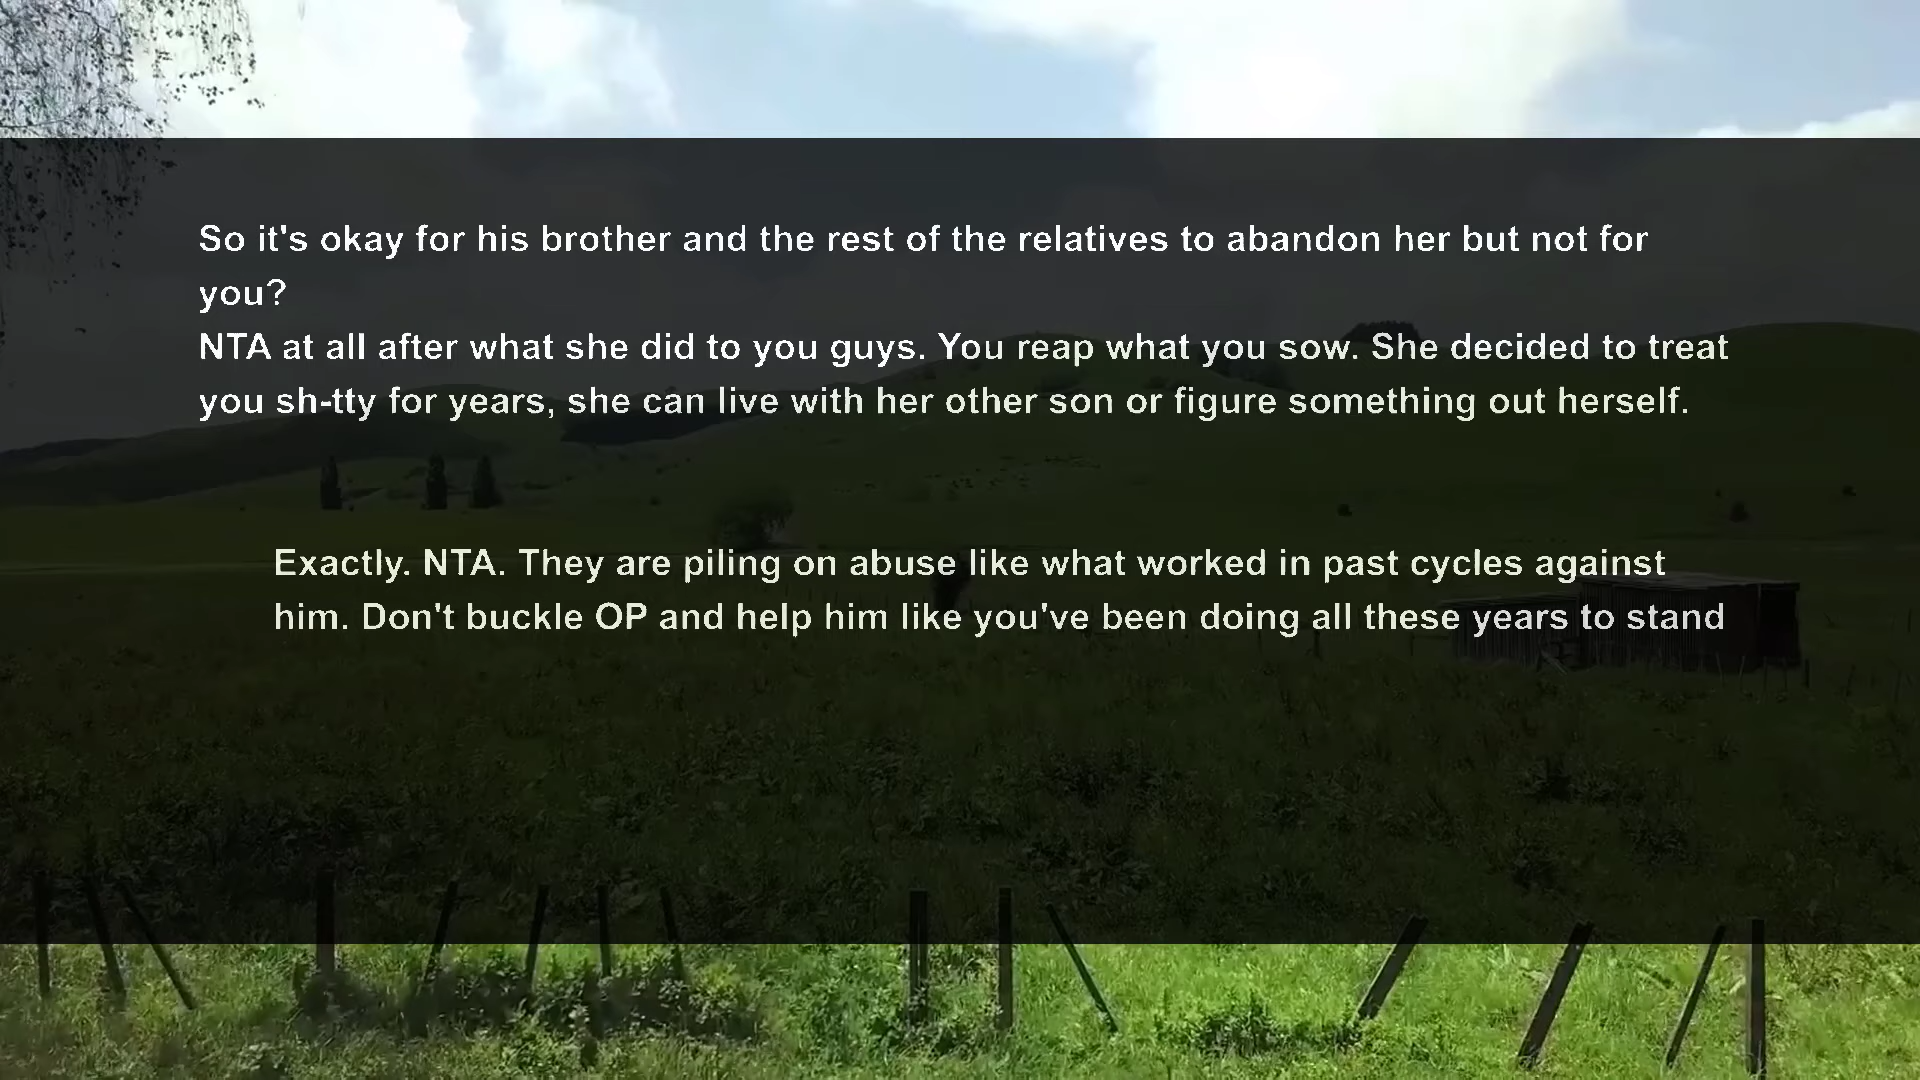 So it's okay for his brother and the rest of the relatives to abandon her but not for
you?
NTA at all after what she did to you guys. You reap what you sow. She decided to treat
you sh-tty for years, she can live with her other son or figure something out herself.
Exactly. NTA. They are piling on abuse like what worked in past cycles against
him. Don't buckle OP and help him like you've been doing all these years to stand